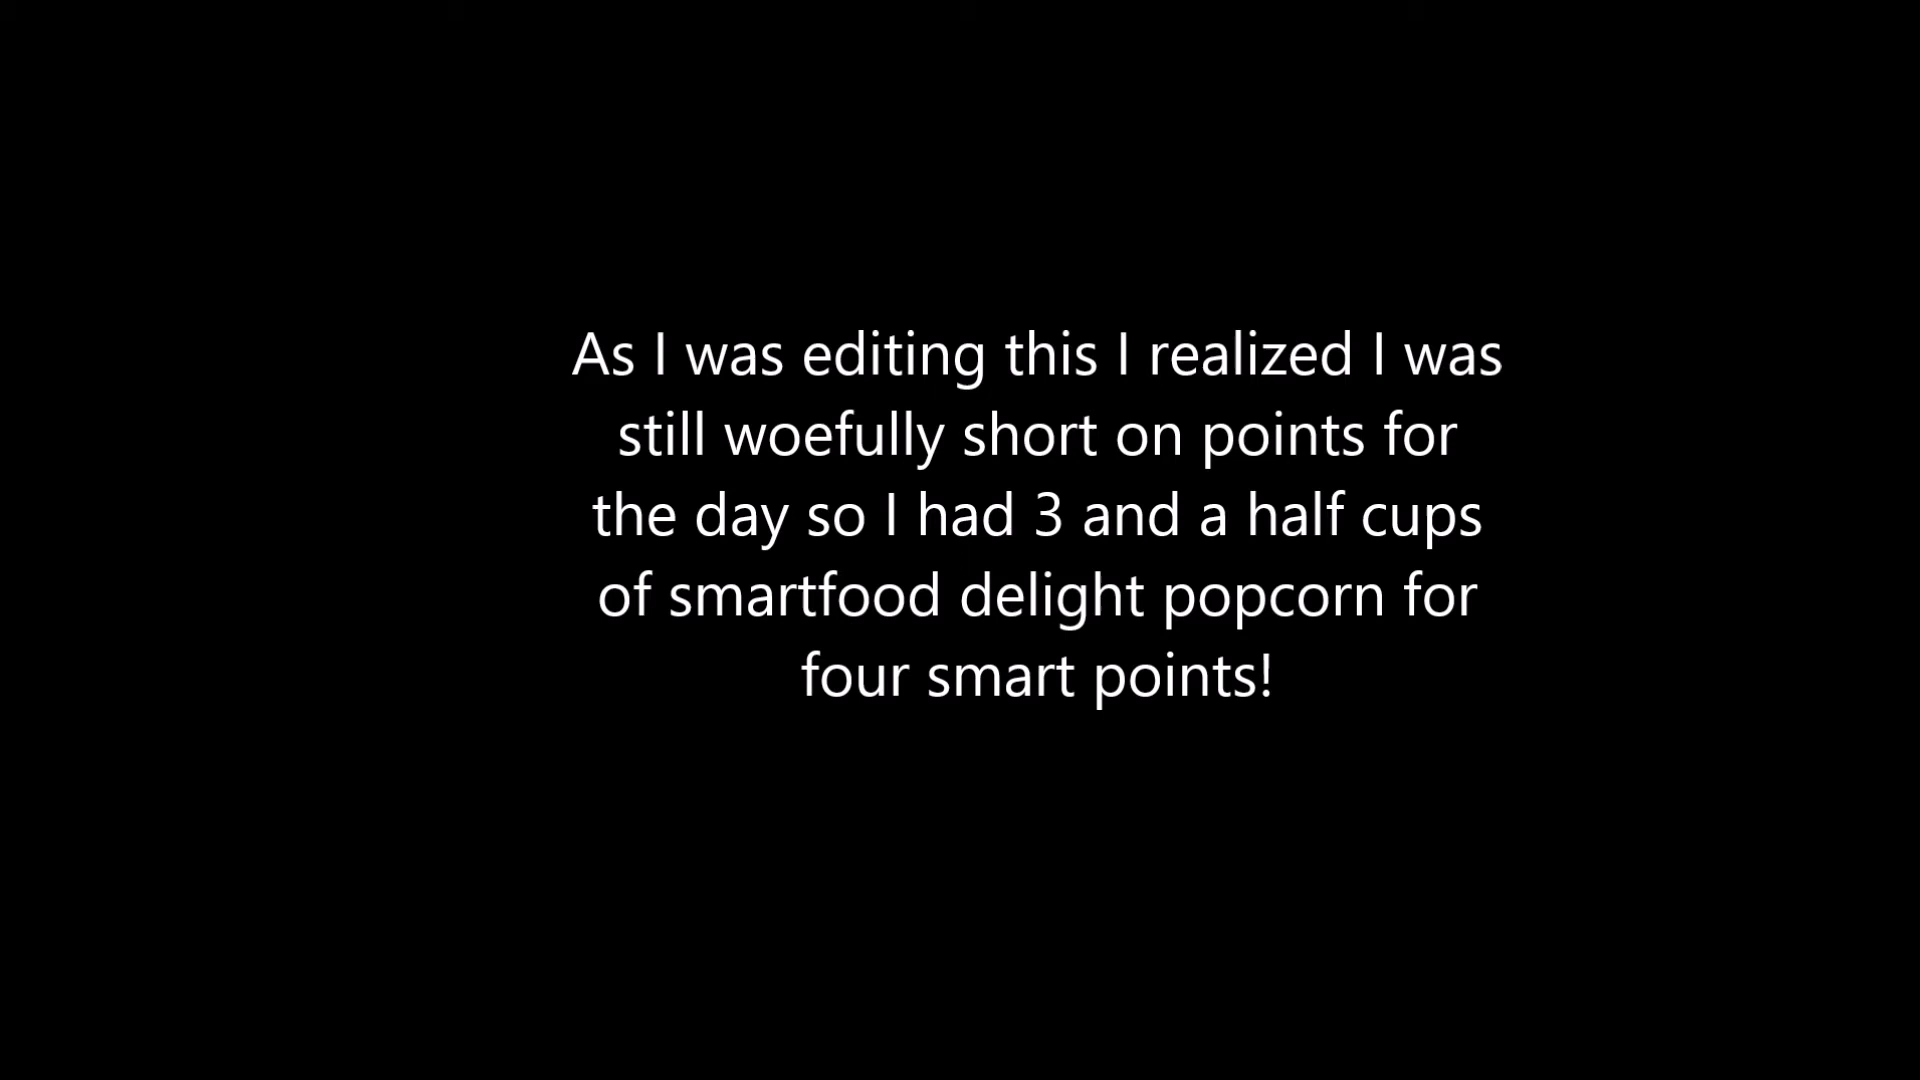 As I was editing this I realized I was
still woefully short on points for
the day so I had 3 and a half cups
of smartfood delight popcorn for
four smart points!